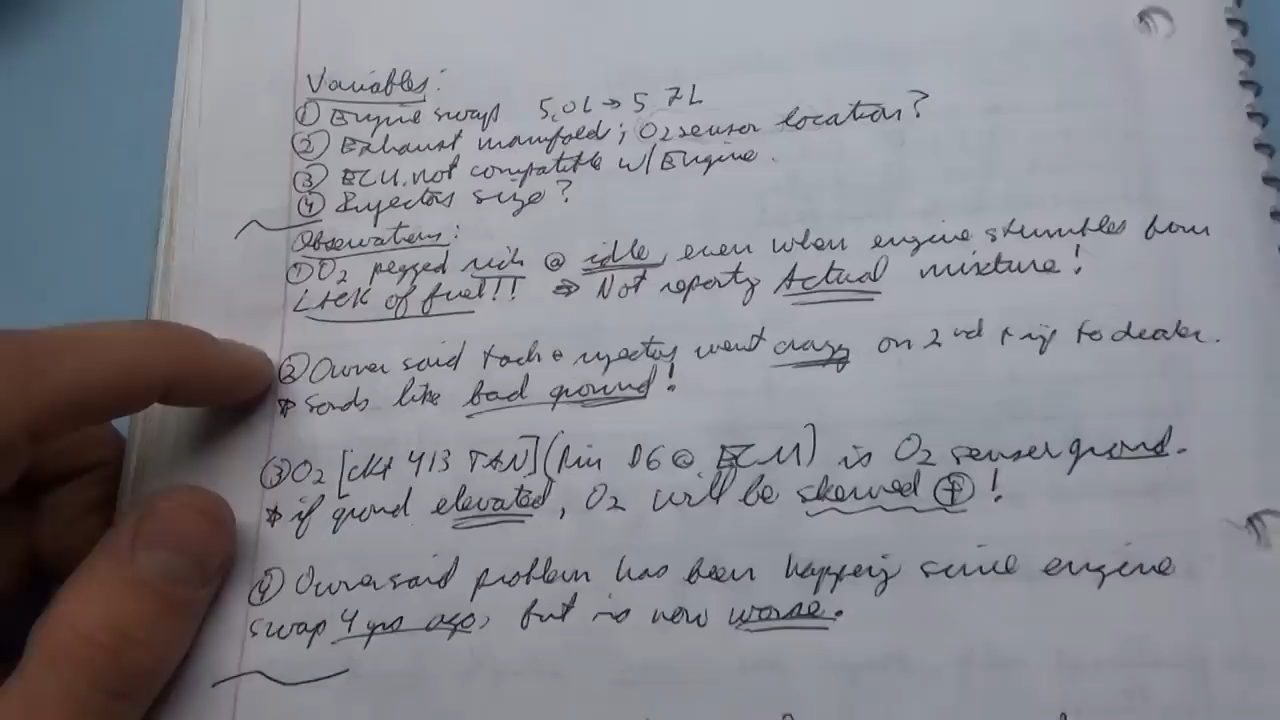 Variables:
① Engine swap 5.0L → 5.7L
② Exhaust manifold; O2 sensor location?
③ ECU not compatible w/ Engine.
④ Injectors size?
Observations:
① O2 pegged rich @ idle, even when engine stumbles from
Lack of fuel!! ⇒ Not reporting Actual mixture!
② Owner said tach & injectors went crazy on 2nd trip to dealer.
* Sonds like bad ground!
③ O2 [ckt 413 TAN] (Pin D6 @ ECM) is O2 sensor ground.
* if ground elevated, O2 will be skewed ⊕!
④ Owner said problem has been happening since engine
swap 4 yrs ago, but is now worse.